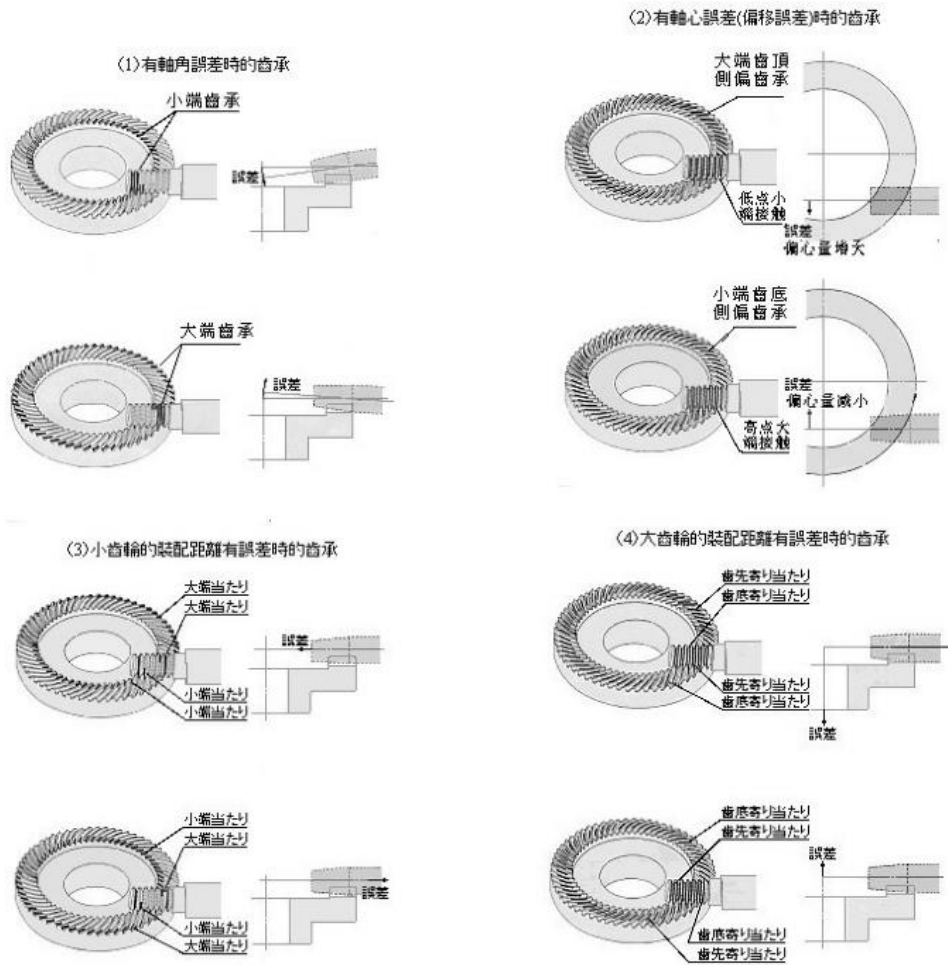 (1)有軸角誤差時的齒承
小端齒承
誤差
大端齒承
誤差
(2)有軸心誤差(偏移誤差)時的齒承
大端齒頂
側偏齒承
低点小
端接触
誤差
偏心量增大
小端齒底
側偏齒承
誤差
偏心量減小
高点大
端接触
(3)小齒輪的裝配距離有誤差時的齒承
大端当たり
大端当たり
誤差
小端当たり
小端当たり
小端当たり
大端当たり
誤差
小端当たり
大端当たり
(4)大齒輪的裝配距離有誤差時的齒承
歯先寄り当たり
歯底寄り当たり
歯先寄り当たり
歯底寄り当たり
誤差
歯底寄り当たり
歯先寄り当たり
誤差
歯底寄り当たり
歯先寄り当たり